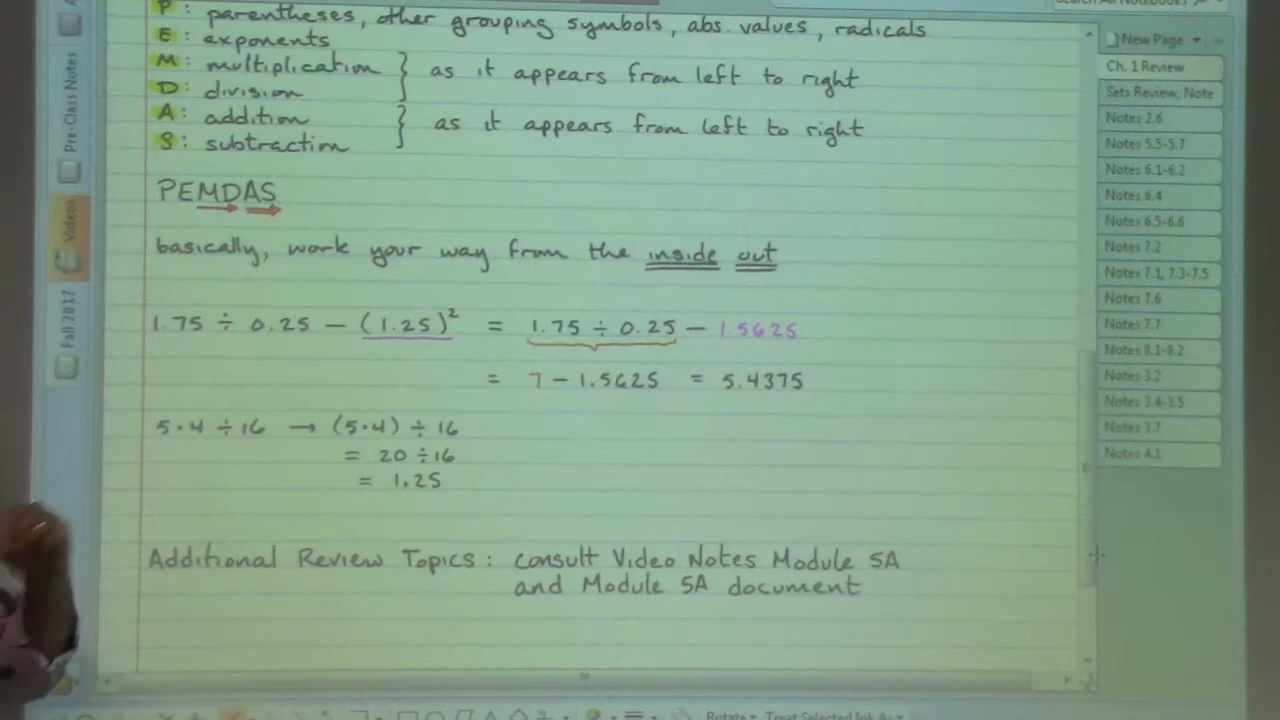 P: parentheses, other grouping symbols, abs. values, radicals
E: exponents
M: multiplication } as it appears from left to right
D: division
A: addition } as it appears from left to right
S: subtraction
PEMDAS
basically, work your way from the inside out
1.75 ÷ 0.25 − (1.25)² = 1.75 ÷ 0.25 − 1.5625
= 7 − 1.5625 = 5.4375
5·4 ÷16 → (5·4) ÷ 16
= 20 ÷16
= 1.25
Additional Review Topics: consult Video Notes Module 5A
and Module 5A document
Pre-Class Notes
Videos
Fall 2017
New Page
Ch. 1 Review
Sets Review, Note
Notes 2.6
Notes 5.5-5.7
Notes 6.1-6.2
Notes 6.4
Notes 6.5-6.6
Notes 7.2
Notes 7.1, 7.3-7.5
Notes 7.6
Notes 7.7
Notes 8.1-8.2
Notes 3.2
Notes 3.4-3.5
Notes 3.7
Notes 4.1
Rotate